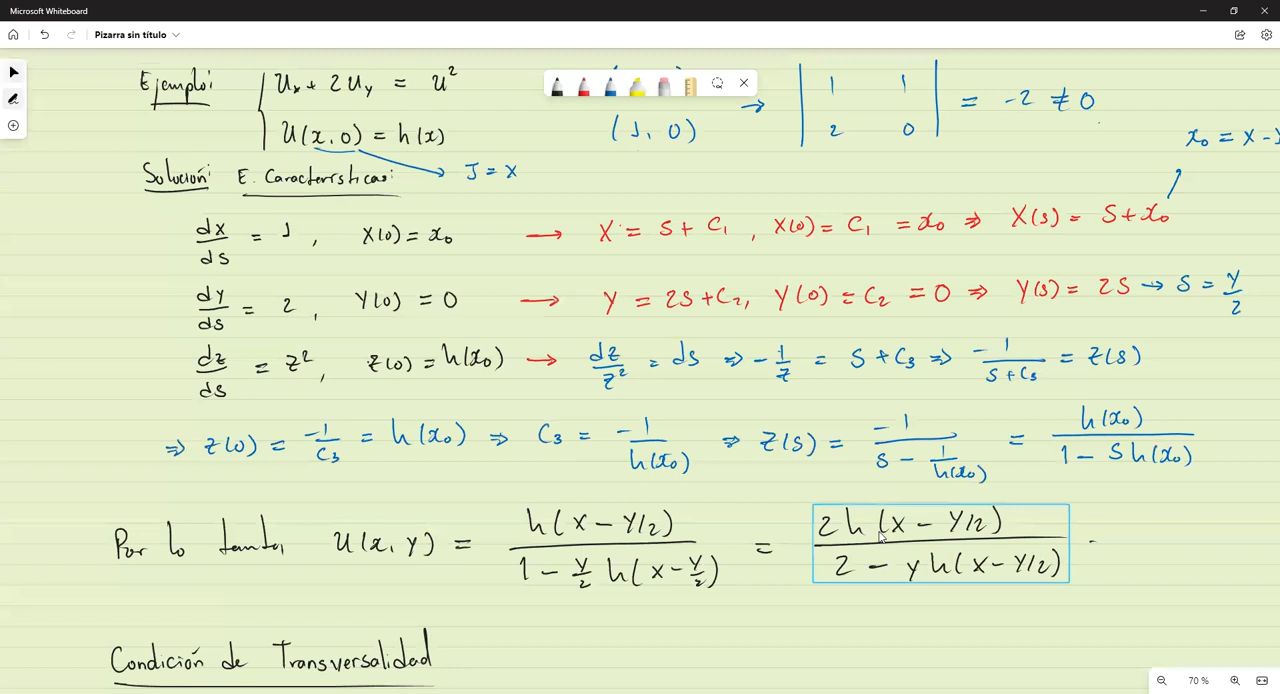 Microsoft Whiteboard
Pizarra sin título
Ejemplo: { Ux + 2Uy = u²
U(x, 0) = h(x)
(1, 0) → | 1 1 | = -2 ≠ 0
| 2 0 |
→ J = X
x₀ = X -
Solución: E. Características:
dx/ds = 1, X(0) = x₀ → X = S + C₁, X(0) = C₁ = x₀ ⇒ X(s) = S + x₀
dy/ds = 2, Y(0) = 0 → Y = 2S + C₂, Y(0) = C₂ = 0 ⇒ Y(s) = 2S → S = Y/2
dz/ds = z², z(0) = h(x₀) → dz/z² = ds ⇒ -1/z = S + C₃ ⇒ -1/(S + C₃) = z(s)
⇒ z(0) = -1/C₃ = h(x₀) ⇒ C₃ = -1/h(x₀) ⇒ z(s) = -1/(s - 1/h(x₀)) = h(x₀)/(1 - S h(x₀))
Por lo tanto, U(x, y) = h(X - Y/2)/(1 - Y/2 h(x - Y/2)) = 2h(X - Y/2)/(2 - y h(X - Y/2))
Condición de Transversalidad
70 %